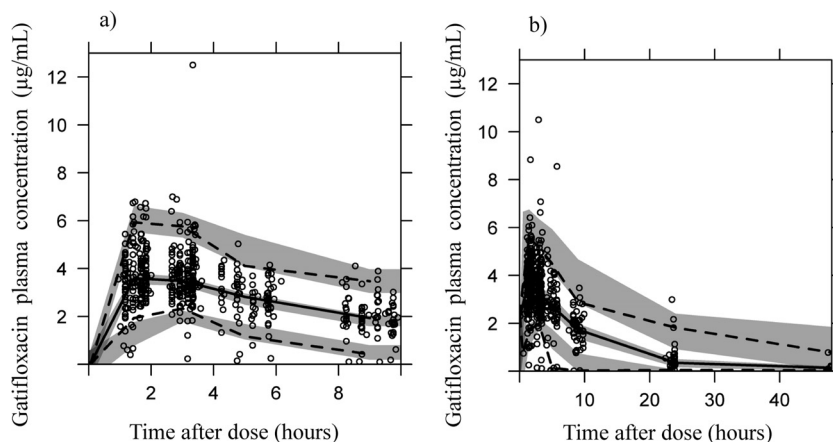 a)
Gatifloxacin plasma concentration (µg/mL)
12
10
8
6
4
2
2 4 6 8
Time after dose (hours)
b)
Gatifloxacin plasma concentration (µg/mL)
12
10
8
6
4
2
10 20 30 40
Time after dose (hours)